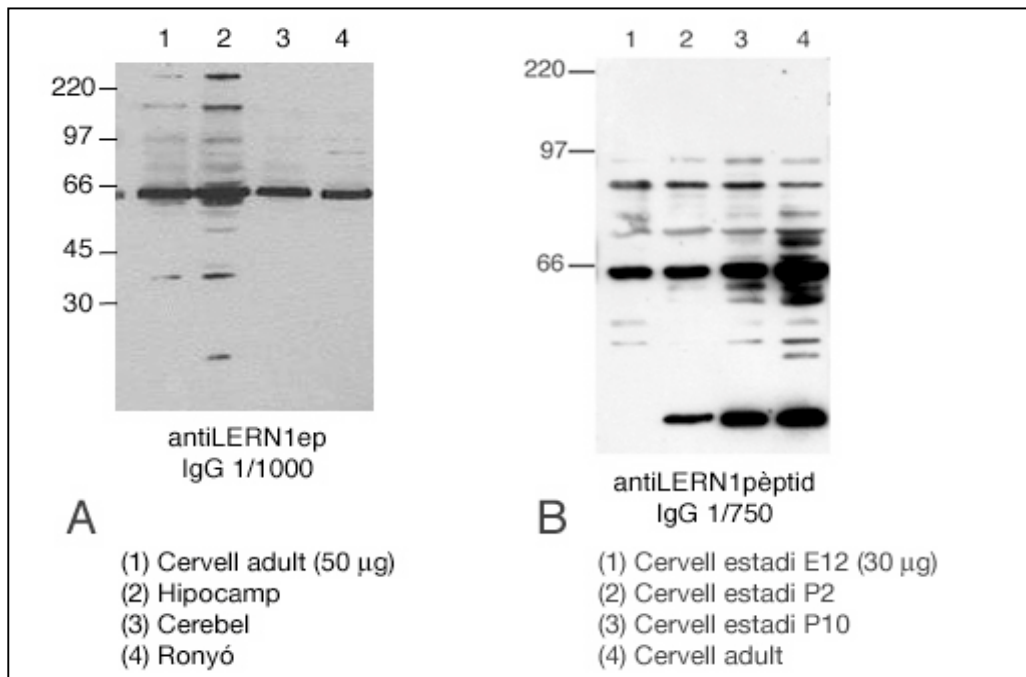 1 2 3 4
220
97
66
45
30
antiLERN1ep
IgG 1/1000
A
(1) Cervell adult (50 µg)
(2) Hipocamp
(3) Cerebel
(4) Ronyó
1 2 3 4
220
97
66
antiLERN1pèptid
IgG 1/750
B
(1) Cervell estadi E12 (30 µg)
(2) Cervell estadi P2
(3) Cervell estadi P10
(4) Cervell adult